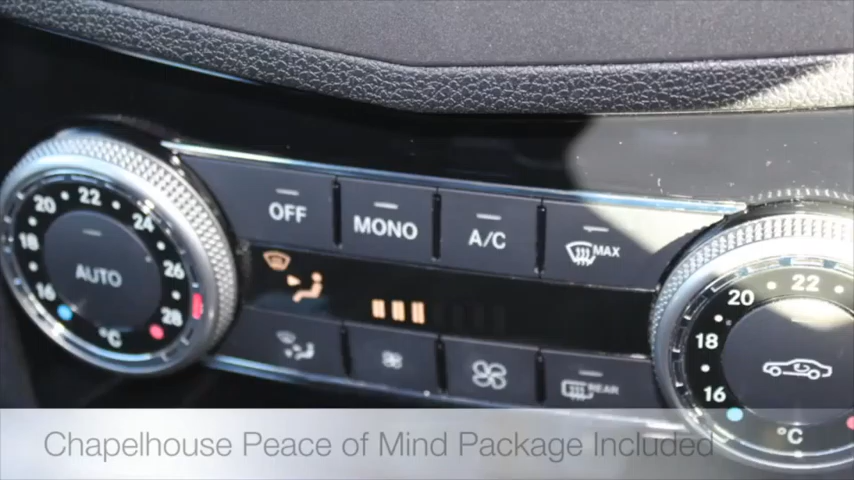 OFF
MONO
A/C
MAX
16
18
20
22
24
26
28
°C
AUTO
REAR
16
18
20
22
°C
Chapelhouse Peace of Mind Package Included